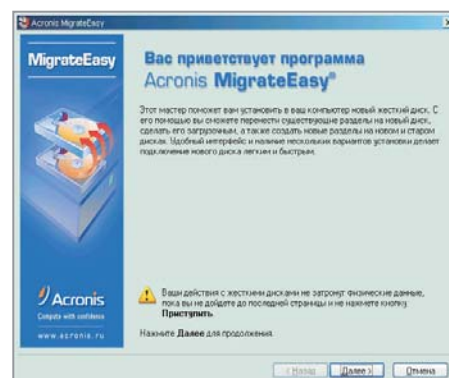 Acronis MigrateEasy
MigrateEasy
Вас приветствует программа
Acronis MigrateEasy®
Этот мастер поможет вам установить в ваш компьютер новый жесткий диск. С
его помощью вы сможете перенести существующие разделы на новый диск,
сделать его загрузочным, а также создать новые разделы на новом и старом
дисках. Удобный интерфейс и наличие нескольких вариантов установки делает
подключение нового диска легким и быстрым.
Ваши действия с жесткими дисками не затронут физические данные,
пока вы не дойдете до последней страницы и не нажмете кнопку
Приступить.
Нажмите Далее для продолжения.
Acronis
Compute with confidence
www.acronis.ru
< Назад
Далее >
Отмена